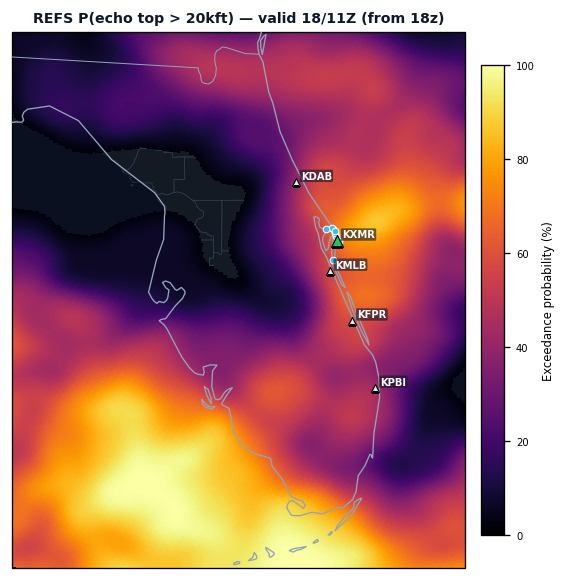 REFS P(echo top > 20kft) — valid 18/11Z (from 18z)
KDAB
KXMR
KMLB
KFPR
KPBI
100
80
60
40
20
0
Exceedance probability (%)